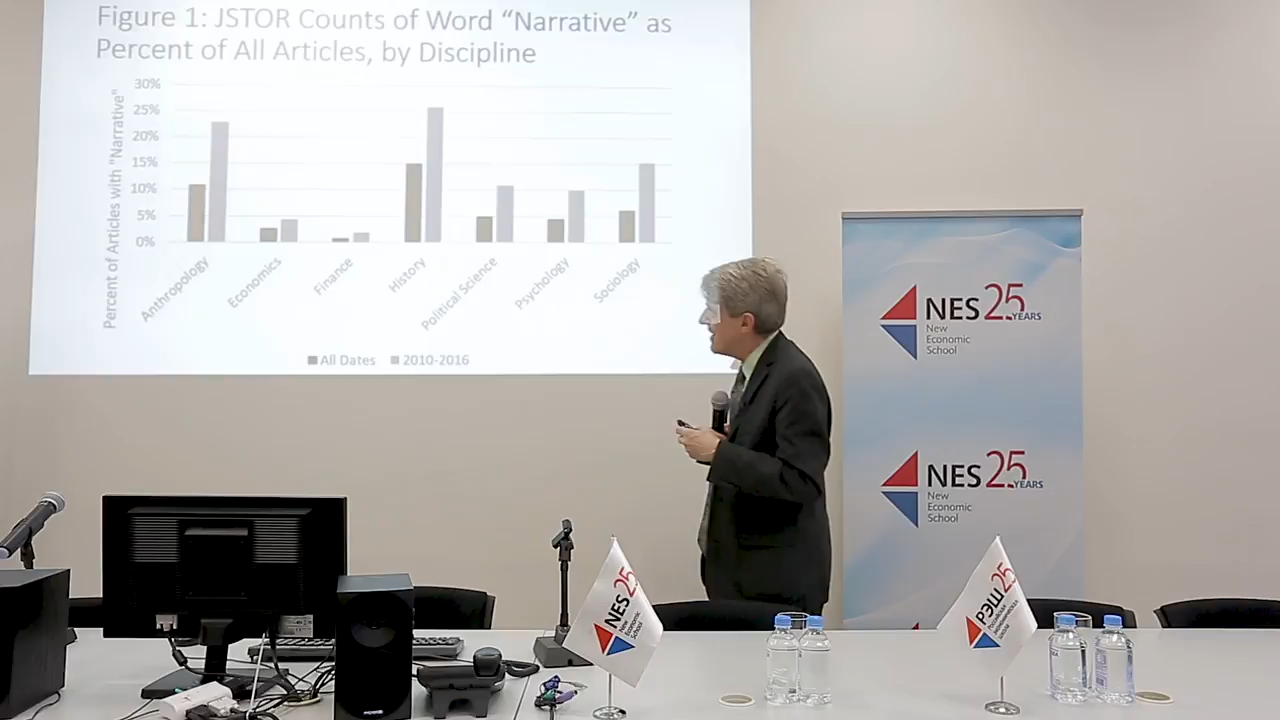 Figure 1: JSTOR Counts of Word “Narrative” as
Percent of All Articles, by Discipline
Percent of Articles with "Narrative"
30%
25%
20%
15%
10%
5%
0%
Anthropology
Economics
Finance
History
Political Science
Psychology
Sociology
All Dates
2010-2016
NES 25
YEARS
New
Economic
School
NES 25
YEARS
New
Economic
School
NES 25
New
Economic
School
РЭШ 25